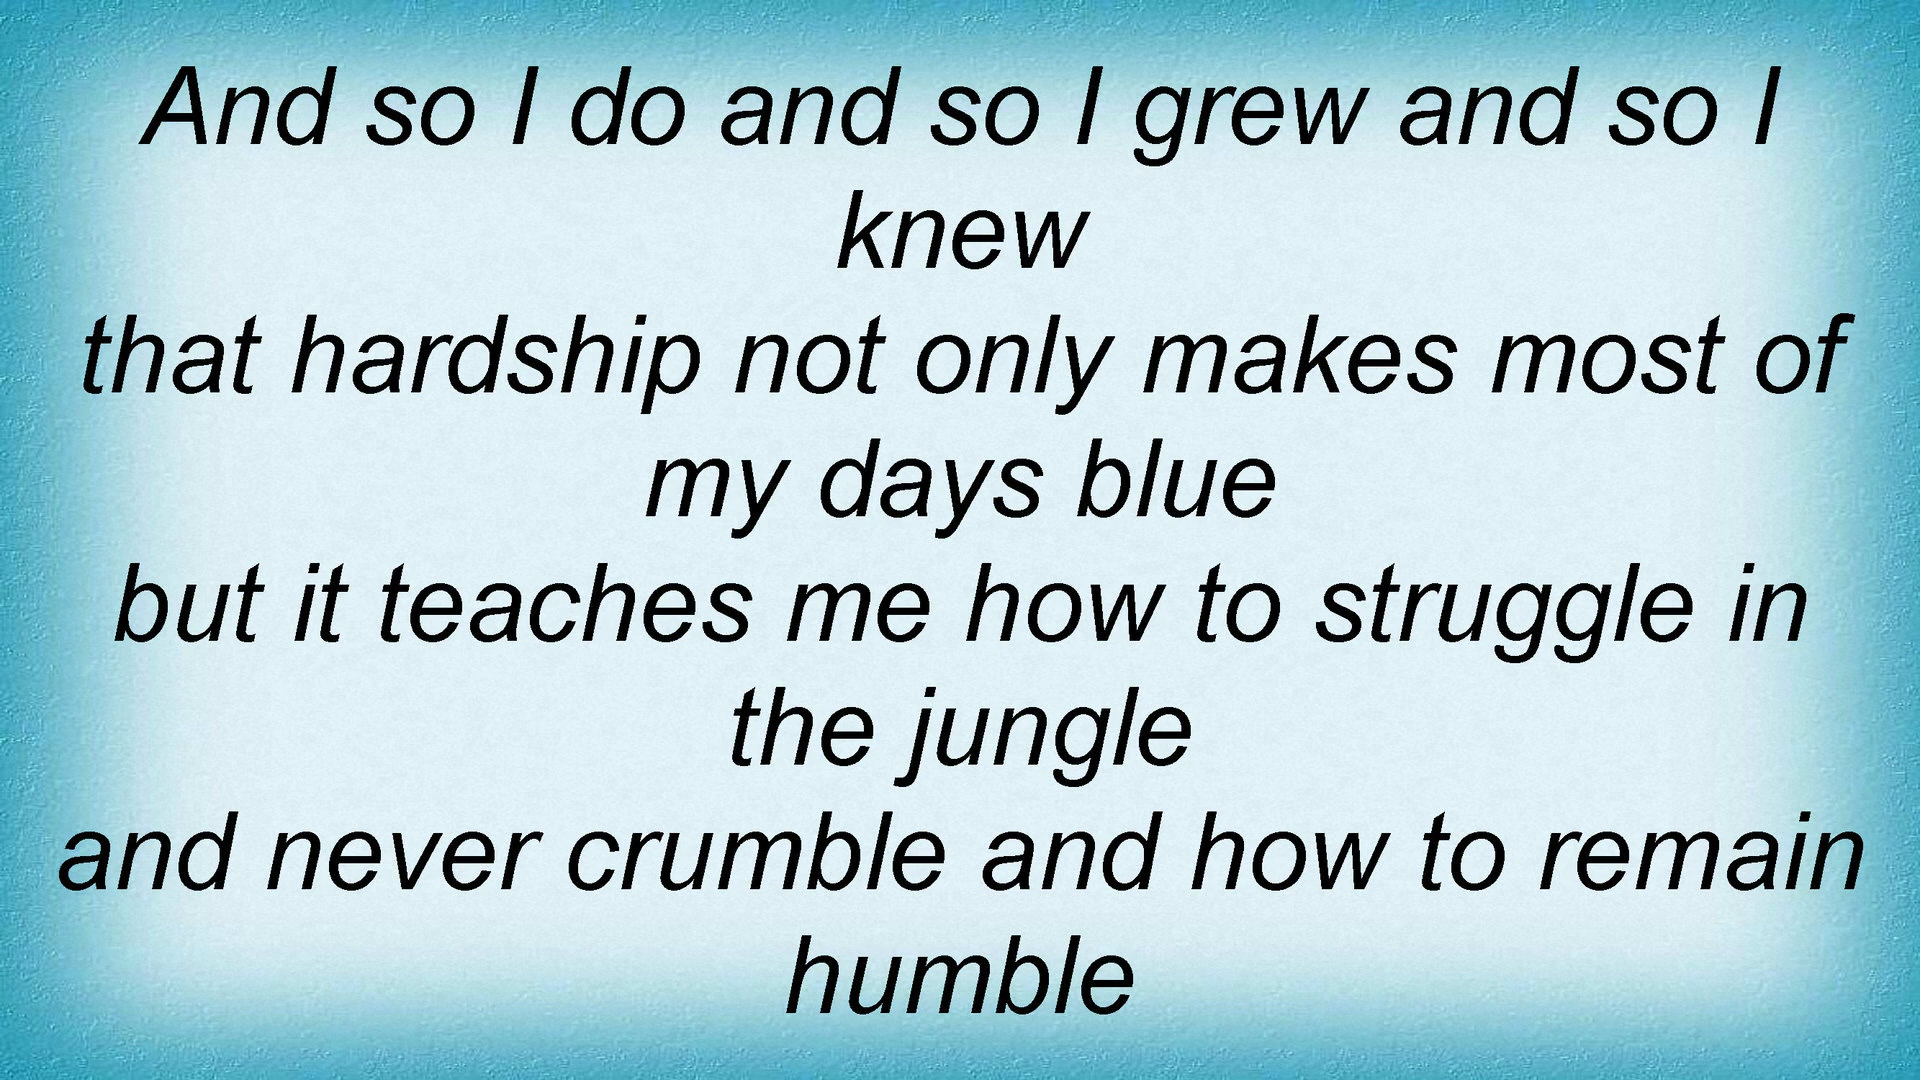 And so I do and so I grew and so I
knew
that hardship not only makes most of
my days blue
but it teaches me how to struggle in
the jungle
and never crumble and how to remain
humble